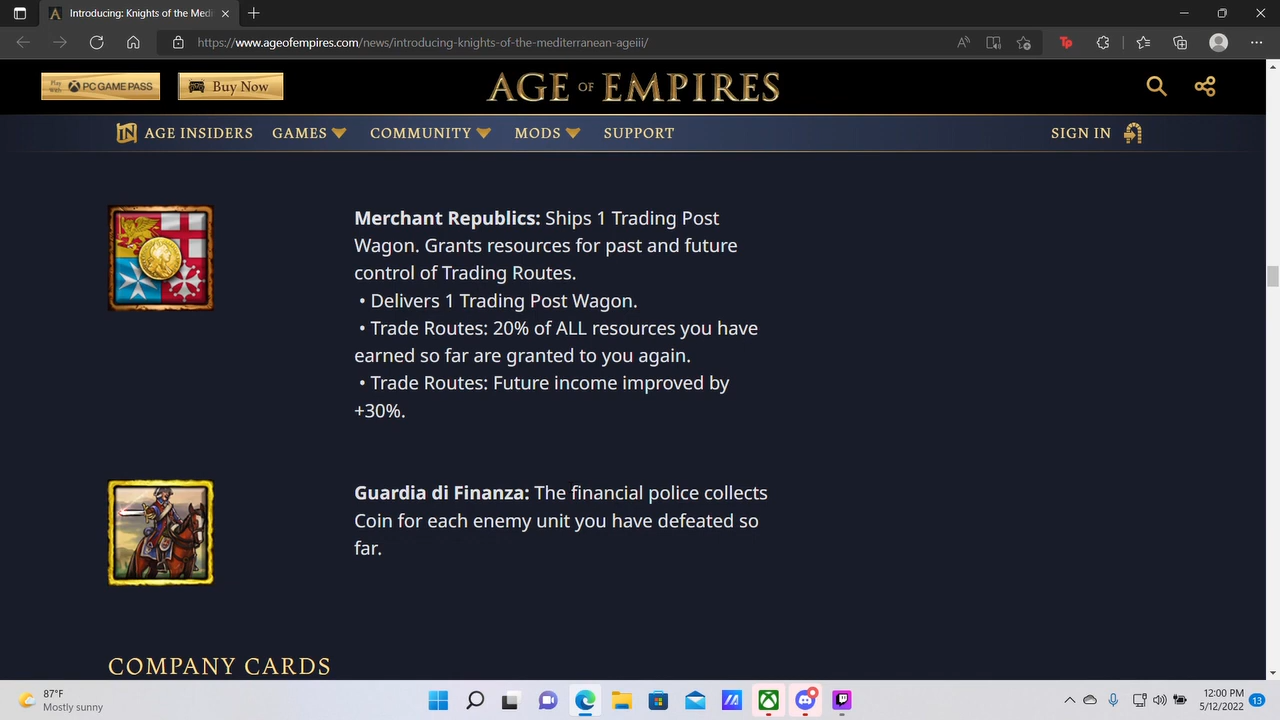 Introducing: Knights of the Medi
https://www.ageofempires.com/news/introducing-knights-of-the-mediterranean-ageiii/
PC GAME PASS
Buy Now
AGE OF EMPIRES
AGE INSIDERS
GAMES
COMMUNITY
MODS
SUPPORT
SIGN IN
Merchant Republics: Ships 1 Trading Post
Wagon. Grants resources for past and future
control of Trading Routes.
• Delivers 1 Trading Post Wagon.
• Trade Routes: 20% of ALL resources you have
earned so far are granted to you again.
• Trade Routes: Future income improved by
+30%.
Guardia di Finanza: The financial police collects
Coin for each enemy unit you have defeated so
far.
COMPANY CARDS
87°F
Mostly sunny
12:00 PM
5/12/2022
13